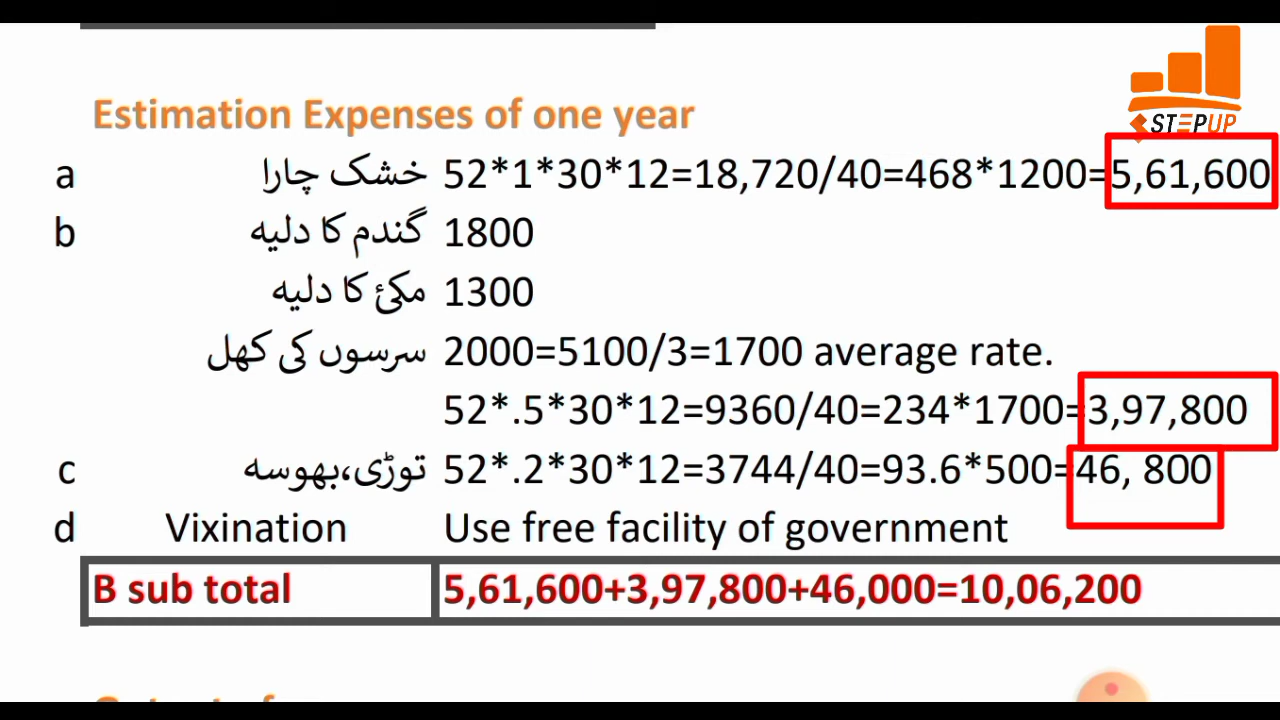 STEPUP
Estimation Expenses of one year
a خشک چارا 52*1*30*12=18,720/40=468*1200=5,61,600
b گندم کا دلیہ 1800
مکئ کا دلیہ 1300
سرسوں کی کھل 2000=5100/3=1700 average rate.
52*.5*30*12=9360/40=234*1700=3,97,800
c توڑی،بھوسہ 52*.2*30*12=3744/40=93.6*500=46, 800
d Vixination Use free facility of government
B sub total 5,61,600+3,97,800+46,000=10,06,200